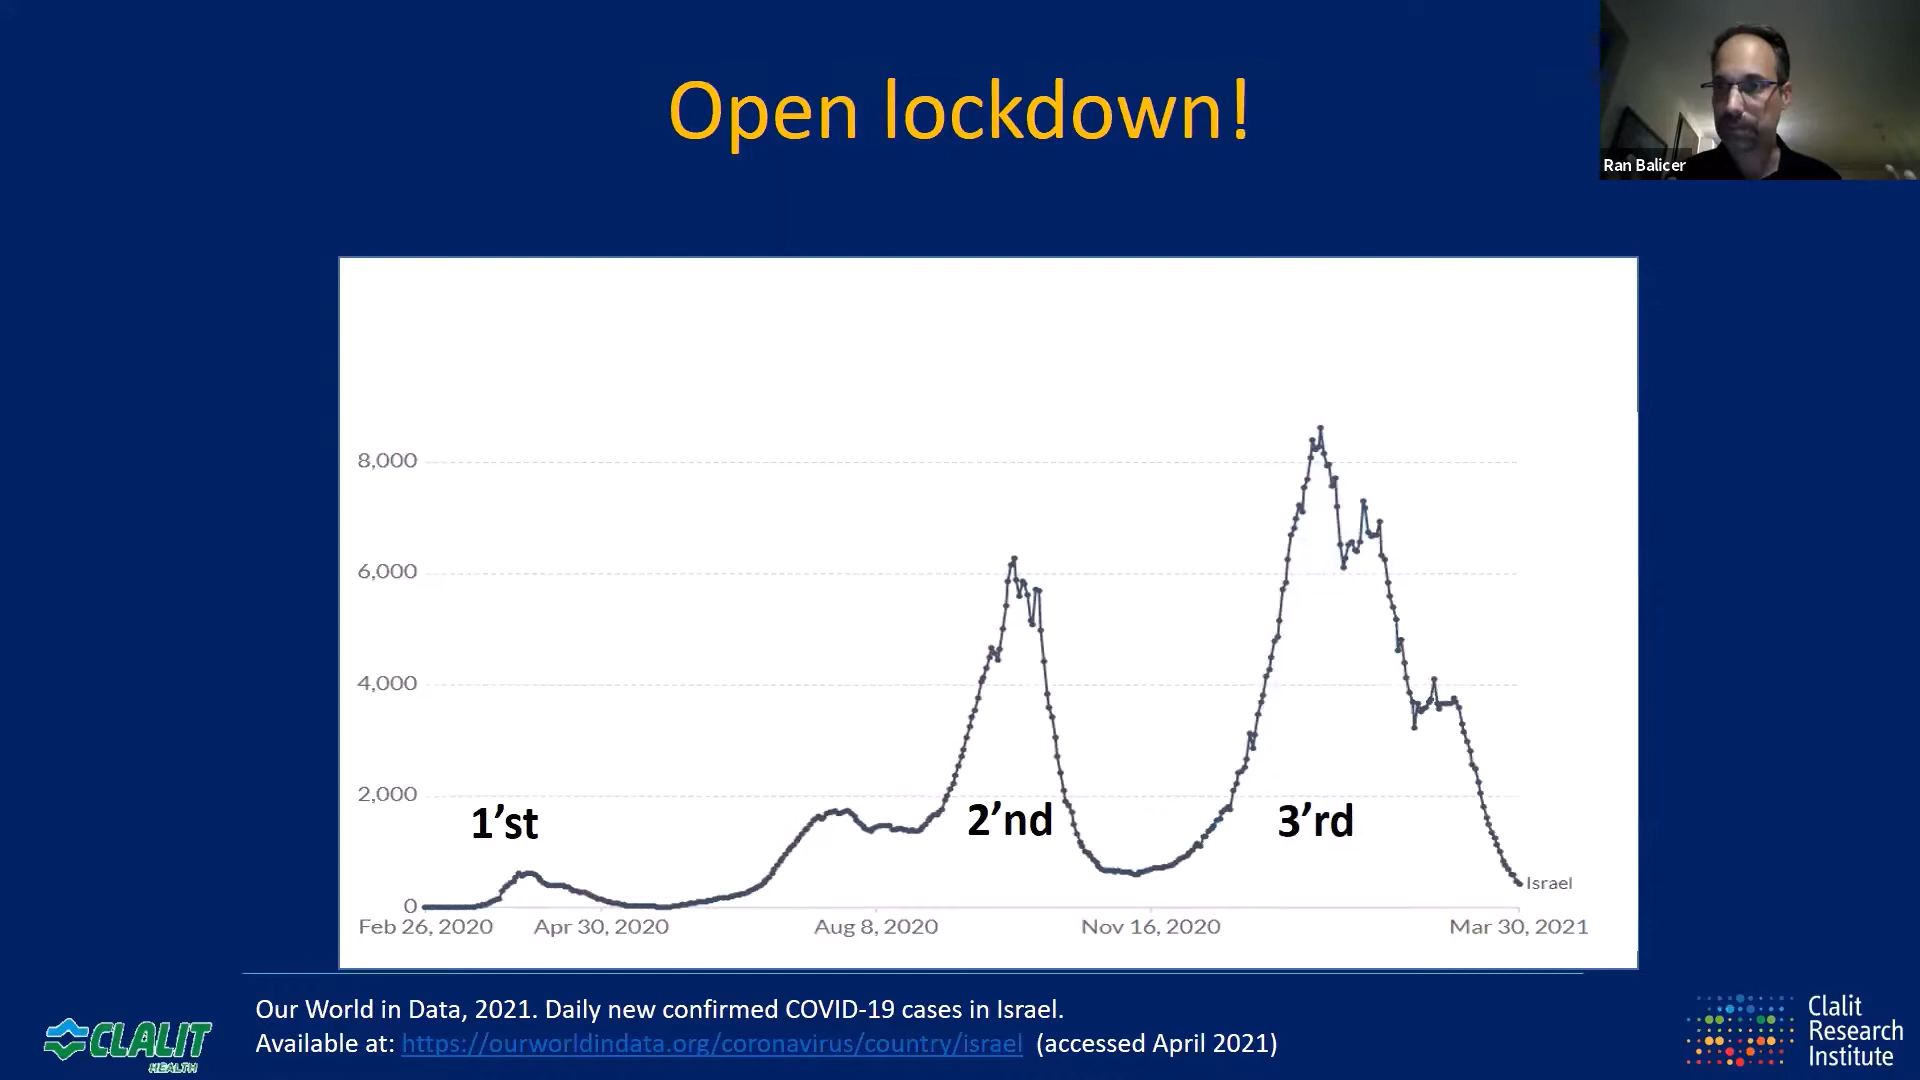 Open lockdown!
Ran Balicer
8,000
6,000
4,000
2,000
0
1’st
2’nd
3’rd
Israel
Feb 26, 2020
Apr 30, 2020
Aug 8, 2020
Nov 16, 2020
Mar 30, 2021
Our World in Data, 2021. Daily new confirmed COVID-19 cases in Israel.
Available at: https://ourworldindata.org/coronavirus/country/israel (accessed April 2021)
CLALIT
HEALTH
Clalit
Research
Institute